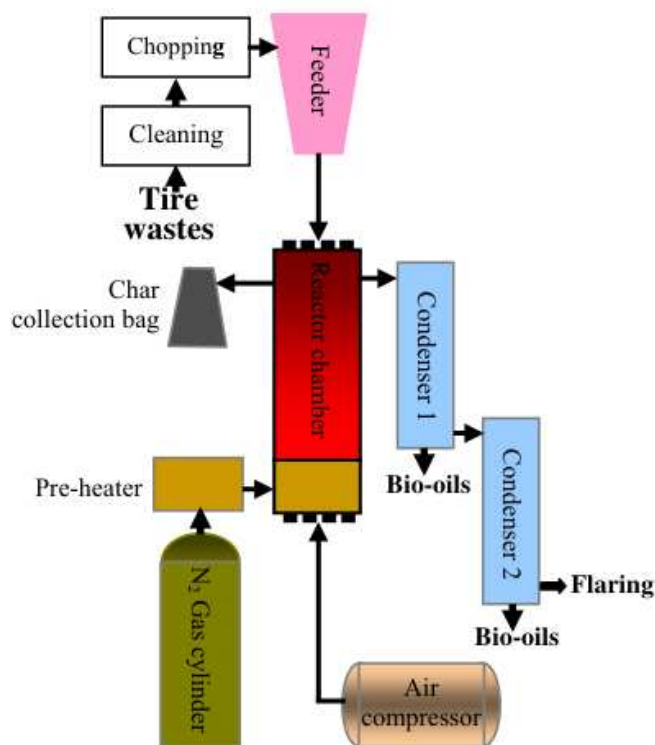 Chopping
Feeder
Cleaning
Tire
wastes
Reactor chamber
Char
collection bag
Condenser 1
Pre-heater
Bio-oils
Condenser 2
N₂ Gas cylinder
Flaring
Bio-oils
Air
compressor